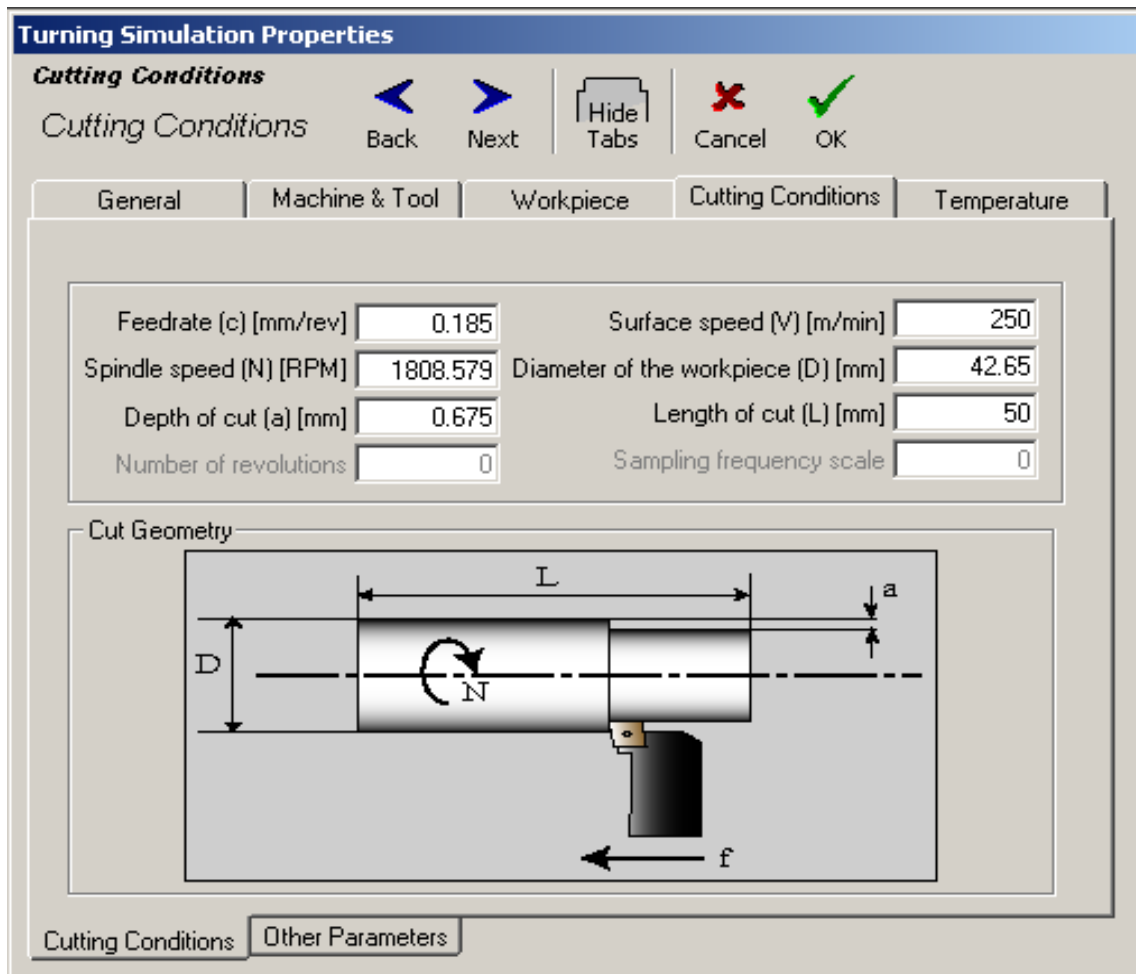 Turning Simulation Properties
Cutting Conditions
Cutting Conditions
Back Next Hide Tabs Cancel OK
General Machine & Tool Workpiece Cutting Conditions Temperature
Feedrate (c) [mm/rev] 0.185 Surface speed (V) [m/min] 250
Spindle speed (N) [RPM] 1808.579 Diameter of the workpiece (D) [mm] 42.65
Depth of cut (a) [mm] 0.675 Length of cut (L) [mm] 50
Number of revolutions 0 Sampling frequency scale 0
Cut Geometry
L
a
D
N
f
Cutting Conditions Other Parameters